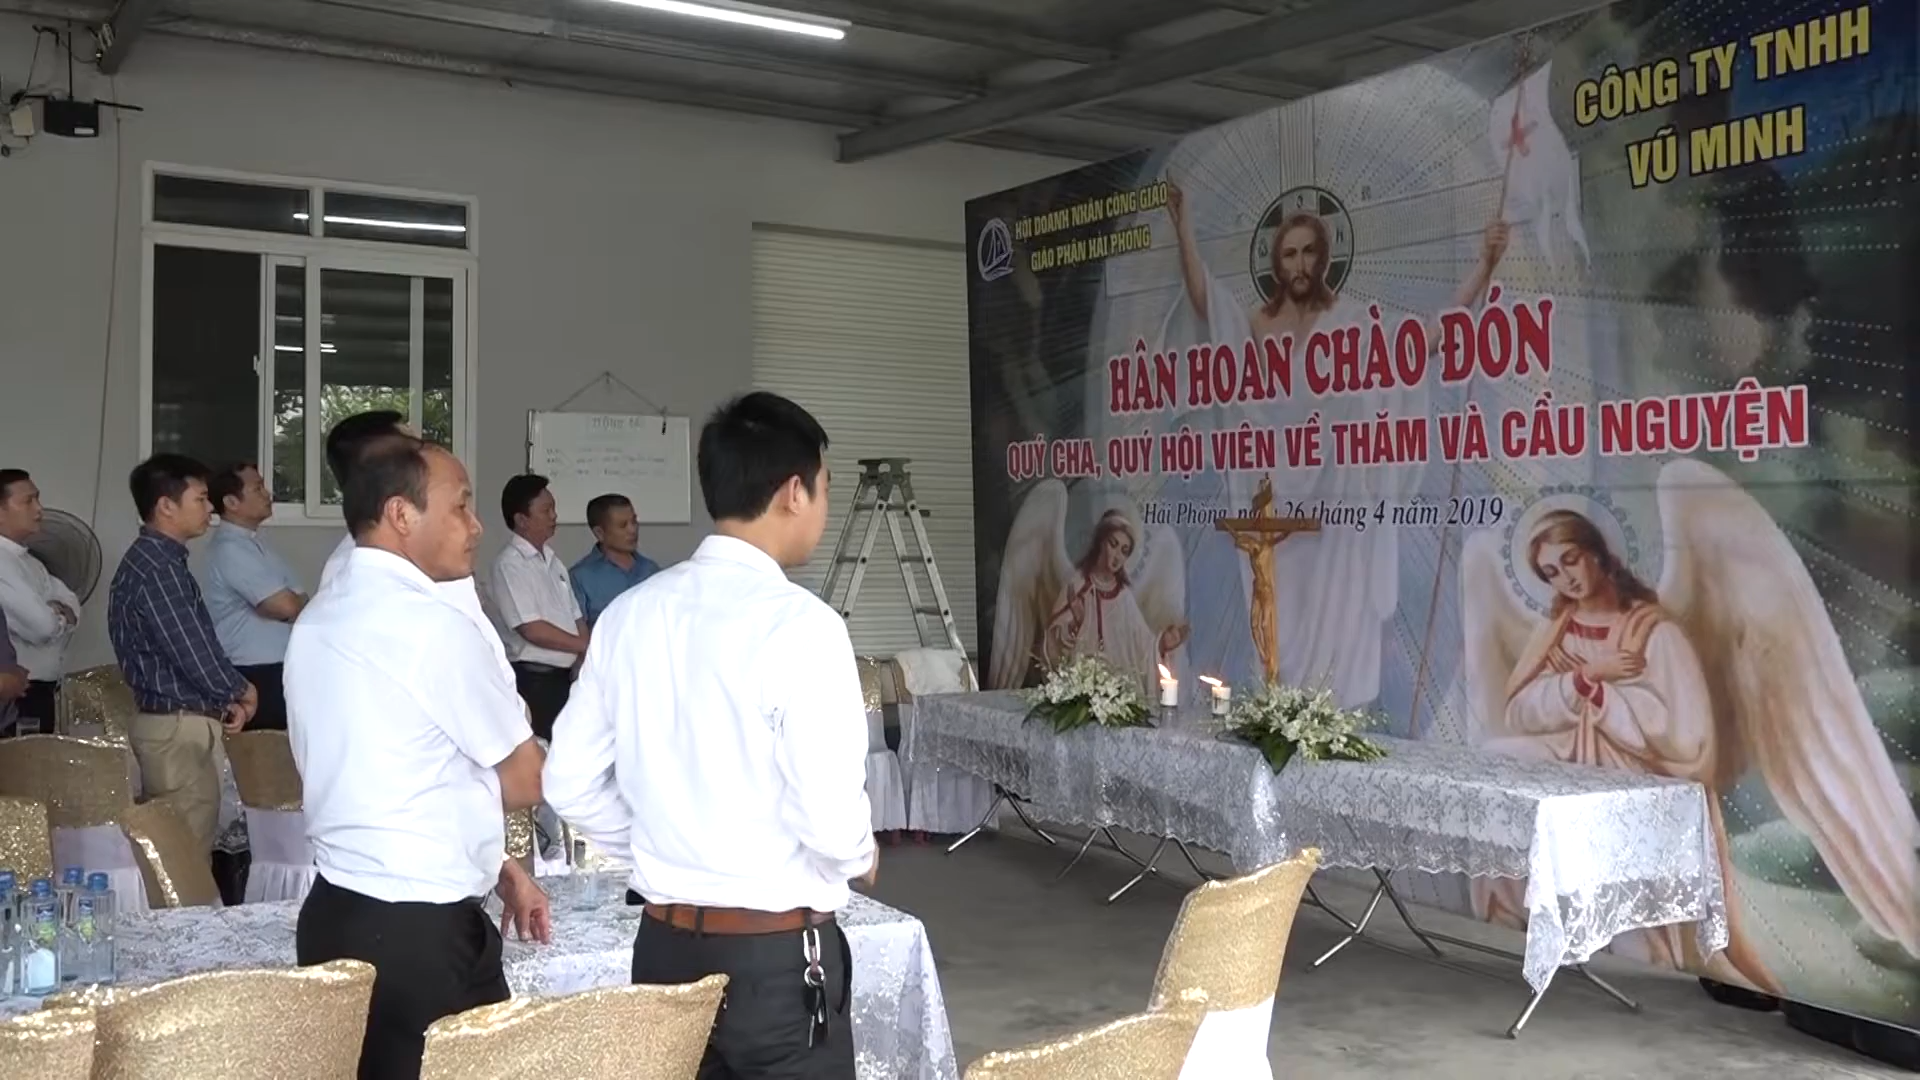 HỘI DOANH NHÂN CÔNG GIÁO
GIÁO PHẬN HẢI PHÒNG
CÔNG TY TNHH
VŨ MINH
HÂN HOAN CHÀO ĐÓN
QUÝ CHA, QUÝ HỘI VIÊN VỀ THĂM VÀ CẦU NGUYỆN
Hải Phòng, ngày 26 tháng 4 năm 2019